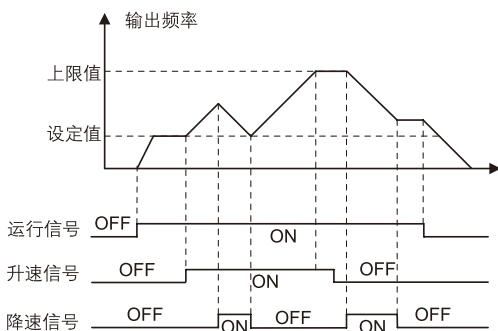 输出频率
上限值
设定值
运行信号 OFF ON
升速信号 OFF ON OFF
降速信号 OFF ON OFF ON OFF